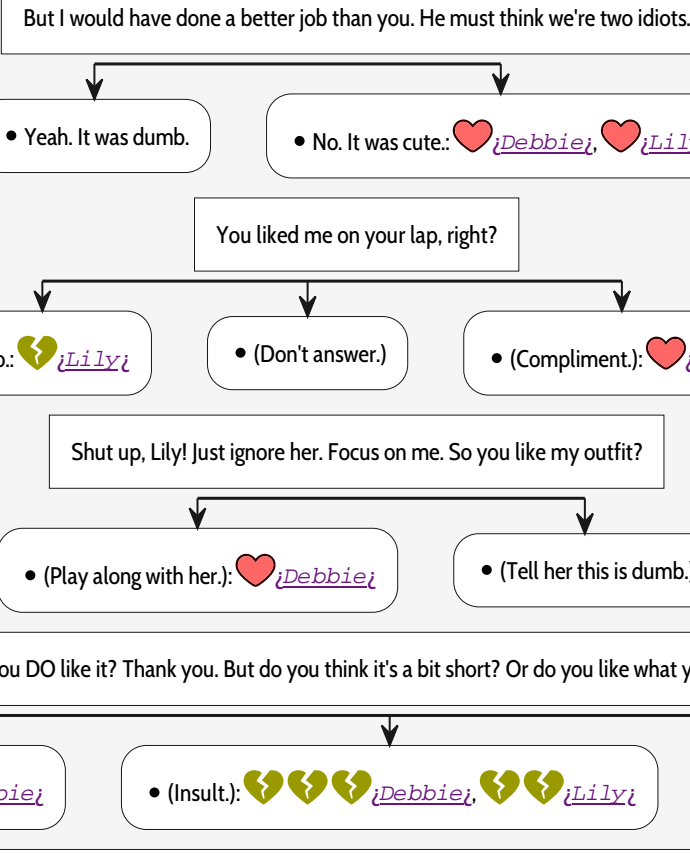 But I would have done a better job than you. He must think we're two idiots.
• Yeah. It was dumb.
• No. It was cute.: ¿Debbie¿, ¿Lily
You liked me on your lap, right?
.: ¿Lily¿
• (Don't answer.)
• (Compliment.):
Shut up, Lily! Just ignore her. Focus on me. So you like my outfit?
• (Play along with her.): ¿Debbie¿
• (Tell her this is dumb.)
ou DO like it? Thank you. But do you think it's a bit short? Or do you like what y
bie¿
• (Insult.): ¿Debbie¿, ¿Lily¿